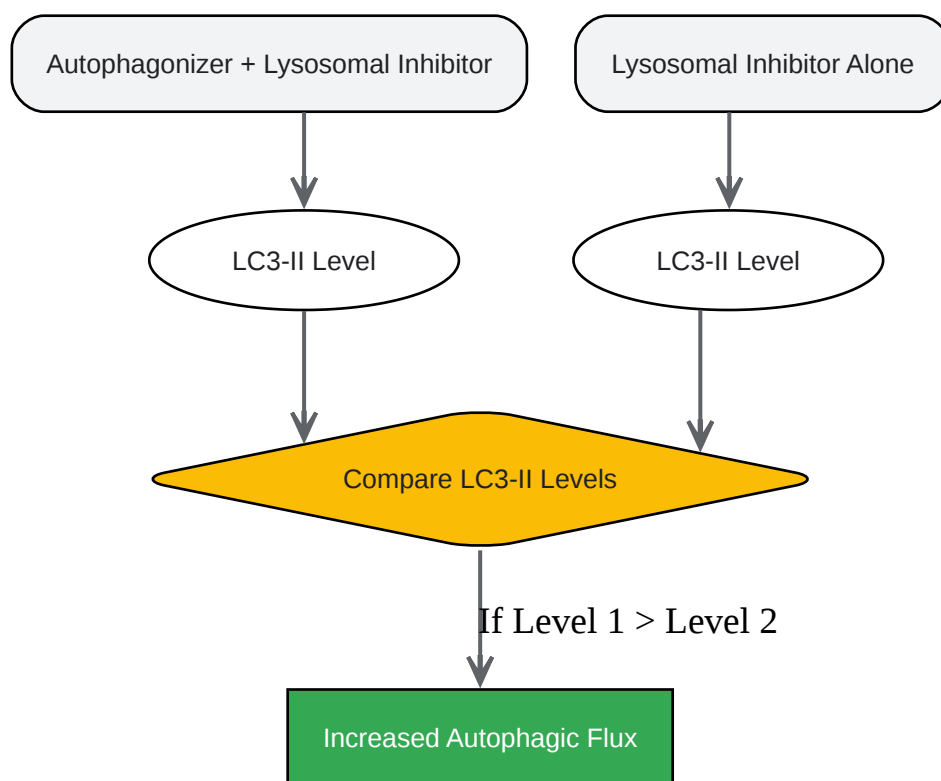 Autophagonizer + Lysosomal Inhibitor
Lysosomal Inhibitor Alone
LC3-II Level
LC3-II Level
Compare LC3-II Levels
If Level 1 > Level 2
Increased Autophagic Flux